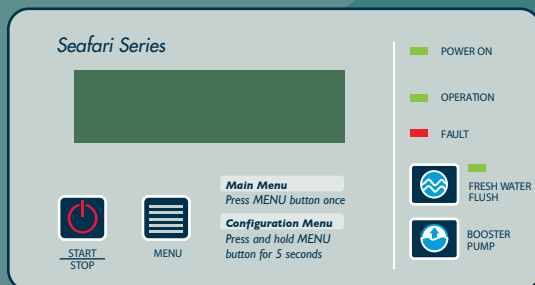 Seafari Series
POWER ON
OPERATION
FAULT
FRESH WATER
FLUSH
BOOSTER
PUMP
START
STOP
MENU
Main Menu
Press MENU button once
Configuration Menu
Press and hold MENU
button for 5 seconds